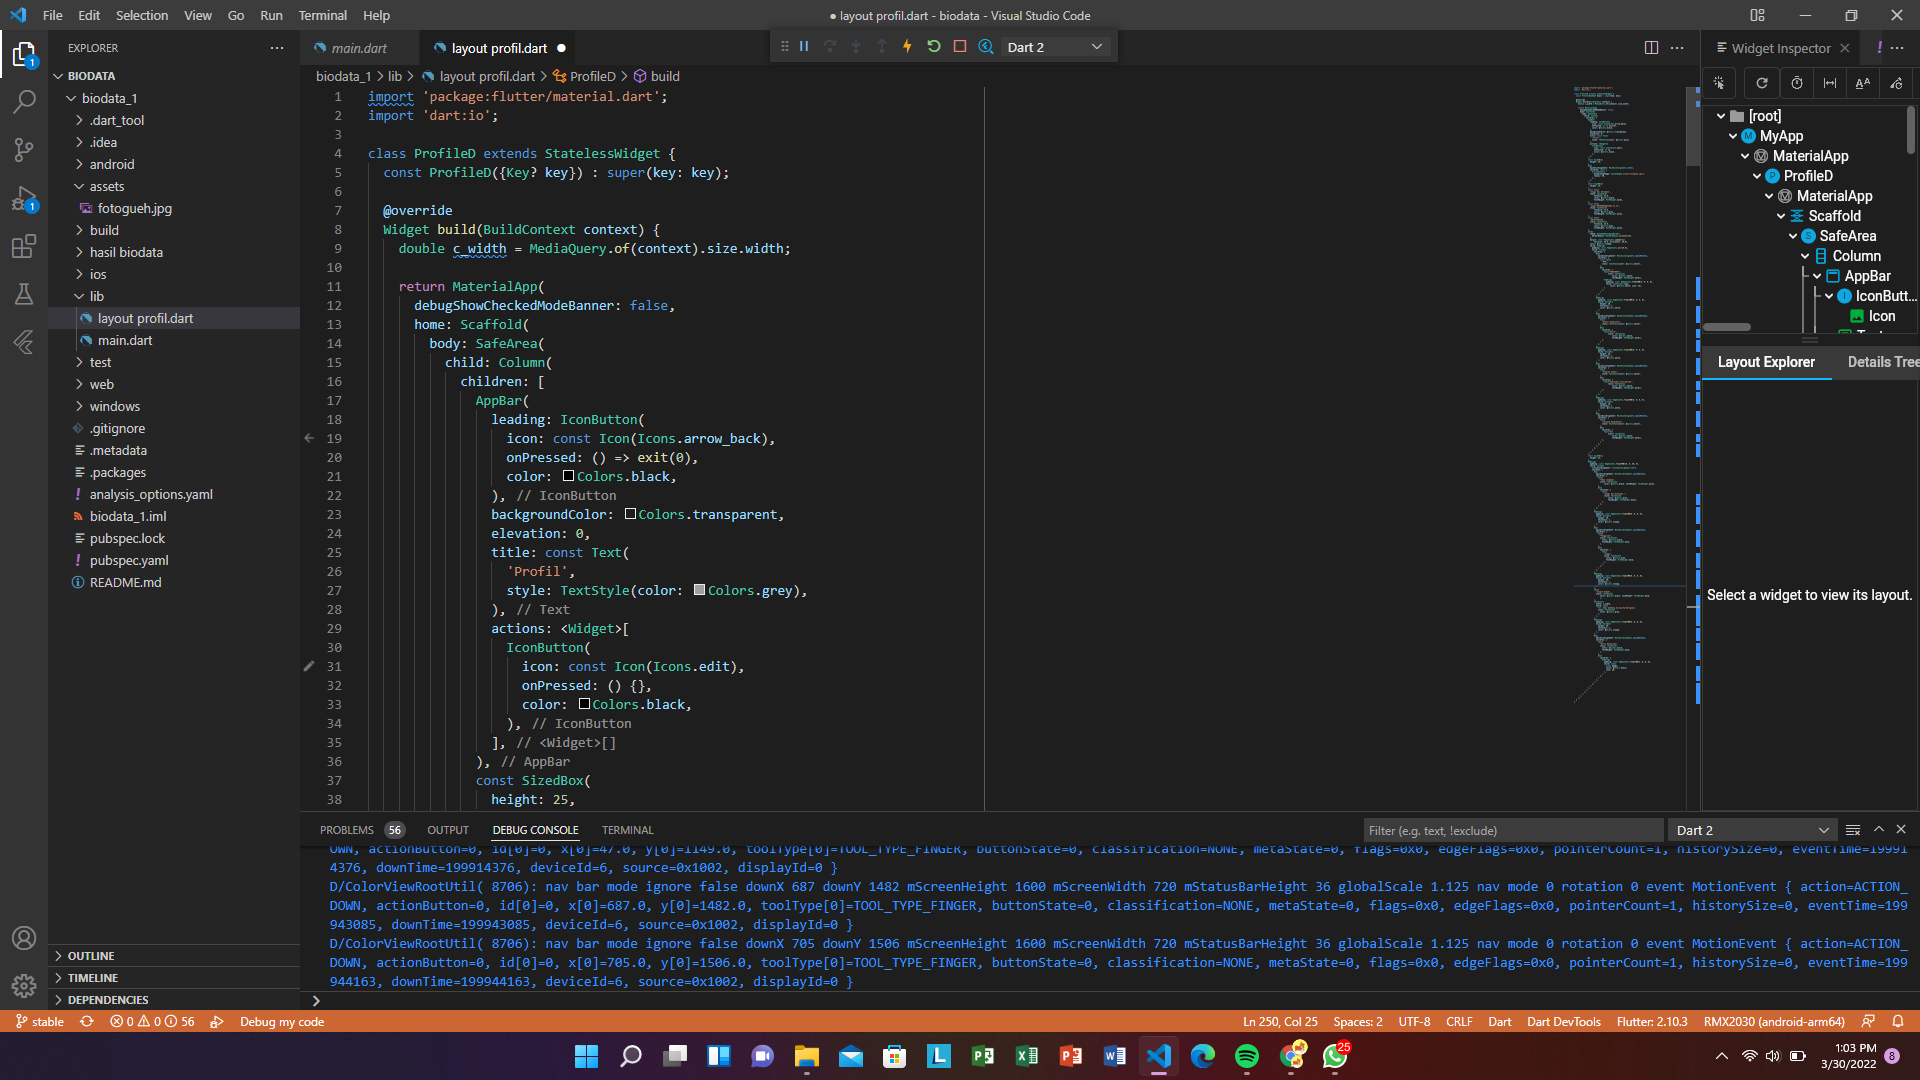 File Edit Selection View Go Run Terminal Help
● layout profil.dart - biodata - Visual Studio Code
EXPLORER
BIODATA
biodata_1
.dart_tool
.idea
android
assets
fotogueh.jpg
build
hasil biodata
ios
lib
layout profil.dart
main.dart
test
web
windows
.gitignore
.metadata
.packages
analysis_options.yaml
biodata_1.iml
pubspec.lock
pubspec.yaml
README.md
OUTLINE
TIMELINE
DEPENDENCIES
main.dart
layout profil.dart
Dart 2
biodata_1 > lib > layout profil.dart > ProfileD > build
1 import 'package:flutter/material.dart';
2 import 'dart:io';
3
4 class ProfileD extends StatelessWidget {
5 const ProfileD({Key? key}) : super(key: key);
6
7 @override
8 Widget build(BuildContext context) {
9 double c_width = MediaQuery.of(context).size.width;
10
11 return MaterialApp(
12 debugShowCheckedModeBanner: false,
13 home: Scaffold(
14 body: SafeArea(
15 child: Column(
16 children: [
17 AppBar(
18 leading: IconButton(
19 icon: const Icon(Icons.arrow_back),
20 onPressed: () => exit(0),
21 color: Colors.black,
22 ), // IconButton
23 backgroundColor: Colors.transparent,
24 elevation: 0,
25 title: const Text(
26 'Profil',
27 style: TextStyle(color: Colors.grey),
28 ), // Text
29 actions: <Widget>[
30 IconButton(
31 icon: const Icon(Icons.edit),
32 onPressed: () {},
33 color: Colors.black,
34 ), // IconButton
35 ], // <Widget>[]
36 ), // AppBar
37 const SizedBox(
38 height: 25,
Widget Inspector
[root]
MyApp
MaterialApp
ProfileD
MaterialApp
Scaffold
SafeArea
Column
AppBar
IconButt...
Icon
Layout Explorer
Details Tree
Select a widget to view its layout.
PROBLEMS 56 OUTPUT DEBUG CONSOLE TERMINAL
Filter (e.g. text, !exclude)
Dart 2
OWN, actionButton=0, id[0]=0, x[0]=47.0, y[0]=1149.0, toolType[0]=TOOL_TYPE_FINGER, buttonState=0, classification=NONE, metaState=0, flags=0x0, edgeFlags=0x0, pointerCount=1, historySize=0, eventTime=19991
4376, downTime=199914376, deviceId=6, source=0x1002, displayId=0 }
D/ColorViewRootUtil( 8706): nav bar mode ignore false downX 687 downY 1482 mScreenHeight 1600 mScreenWidth 720 mStatusBarHeight 36 globalScale 1.125 nav mode 0 rotation 0 event MotionEvent { action=ACTION_
DOWN, actionButton=0, id[0]=0, x[0]=687.0, y[0]=1482.0, toolType[0]=TOOL_TYPE_FINGER, buttonState=0, classification=NONE, metaState=0, flags=0x0, edgeFlags=0x0, pointerCount=1, historySize=0, eventTime=199
943085, downTime=199943085, deviceId=6, source=0x1002, displayId=0 }
D/ColorViewRootUtil( 8706): nav bar mode ignore false downX 705 downY 1506 mScreenHeight 1600 mScreenWidth 720 mStatusBarHeight 36 globalScale 1.125 nav mode 0 rotation 0 event MotionEvent { action=ACTION_
DOWN, actionButton=0, id[0]=0, x[0]=705.0, y[0]=1506.0, toolType[0]=TOOL_TYPE_FINGER, buttonState=0, classification=NONE, metaState=0, flags=0x0, edgeFlags=0x0, pointerCount=1, historySize=0, eventTime=199
944163, downTime=199944163, deviceId=6, source=0x1002, displayId=0 }
stable 0 0 56 Debug my code
Ln 250, Col 25 Spaces: 2 UTF-8 CRLF Dart Dart DevTools Flutter: 2.10.3 RMX2030 (android-arm64)
25
1:03 PM
3/30/2022
8